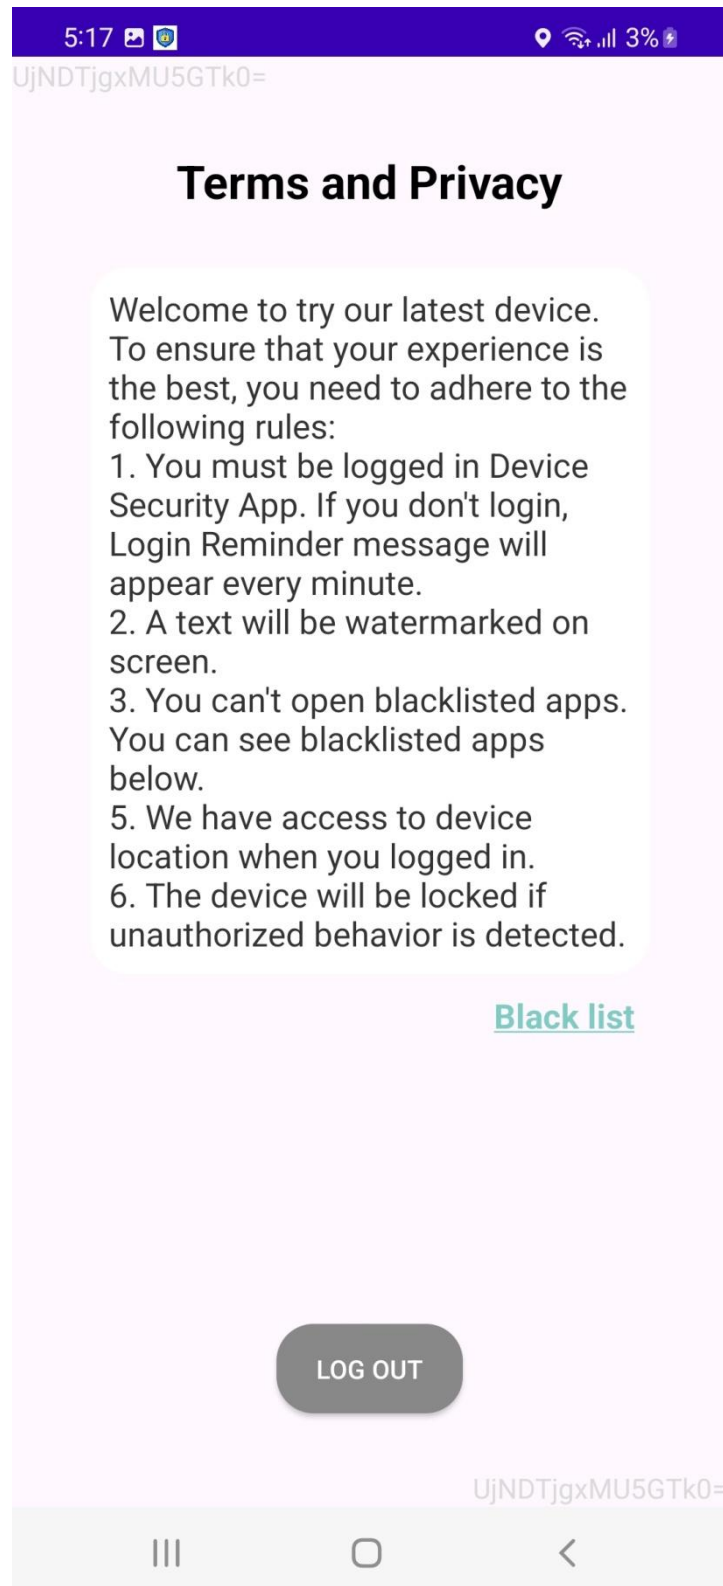 5:17 3%
UjNDTjgxMU5GTk0=
Terms and Privacy
Welcome to try our latest device.
To ensure that your experience is
the best, you need to adhere to the
following rules:
1. You must be logged in Device
Security App. If you don't login,
Login Reminder message will
appear every minute.
2. A text will be watermarked on
screen.
3. You can't open blacklisted apps.
You can see blacklisted apps
below.
5. We have access to device
location when you logged in.
6. The device will be locked if
unauthorized behavior is detected.
Black list
LOG OUT
UjNDTjgxMU5GTk0=